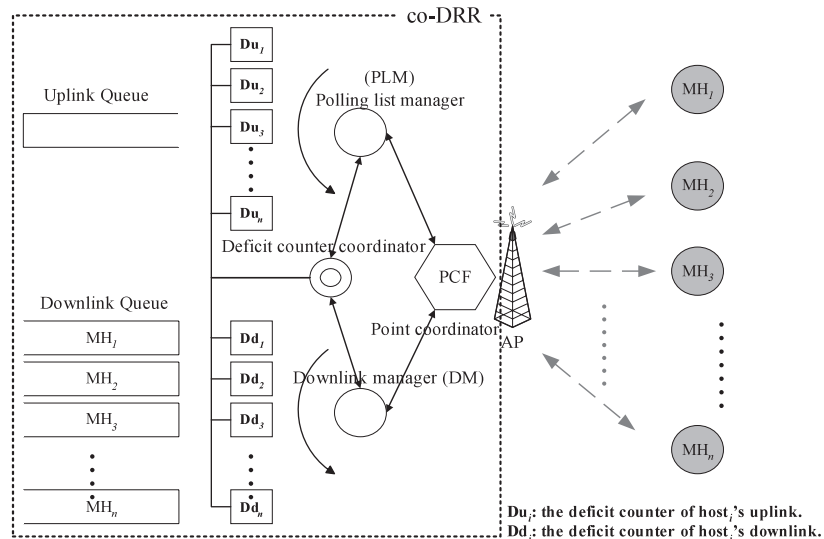 co-DRR
Du1
Du2
Du3
Dun
Uplink Queue
(PLM)
Polling list manager
Deficit counter coordinator
PCF
Point coordinator
AP
Downlink Queue
MH1
MH2
MH3
MHn
Dd1
Dd2
Dd3
Ddn
Downlink manager (DM)
MH1
MH2
MH3
MHn
Dui: the deficit counter of hosti's uplink.
Ddi: the deficit counter of hosti's downlink.